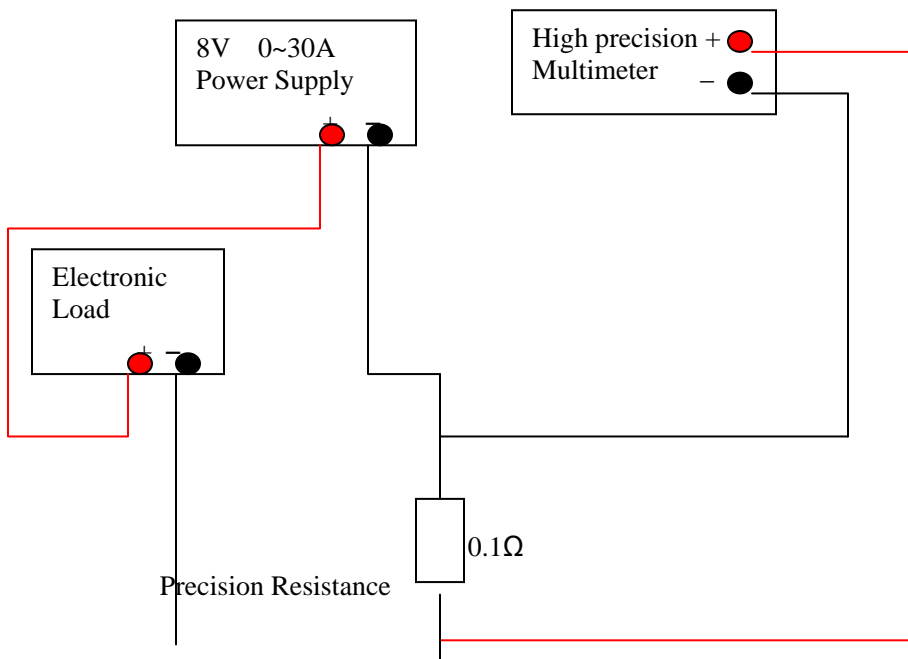 8V 0~30A
Power Supply
+ −
High precision +
Multimeter −
Electronic
Load
+ −
0.1Ω
Precision Resistance